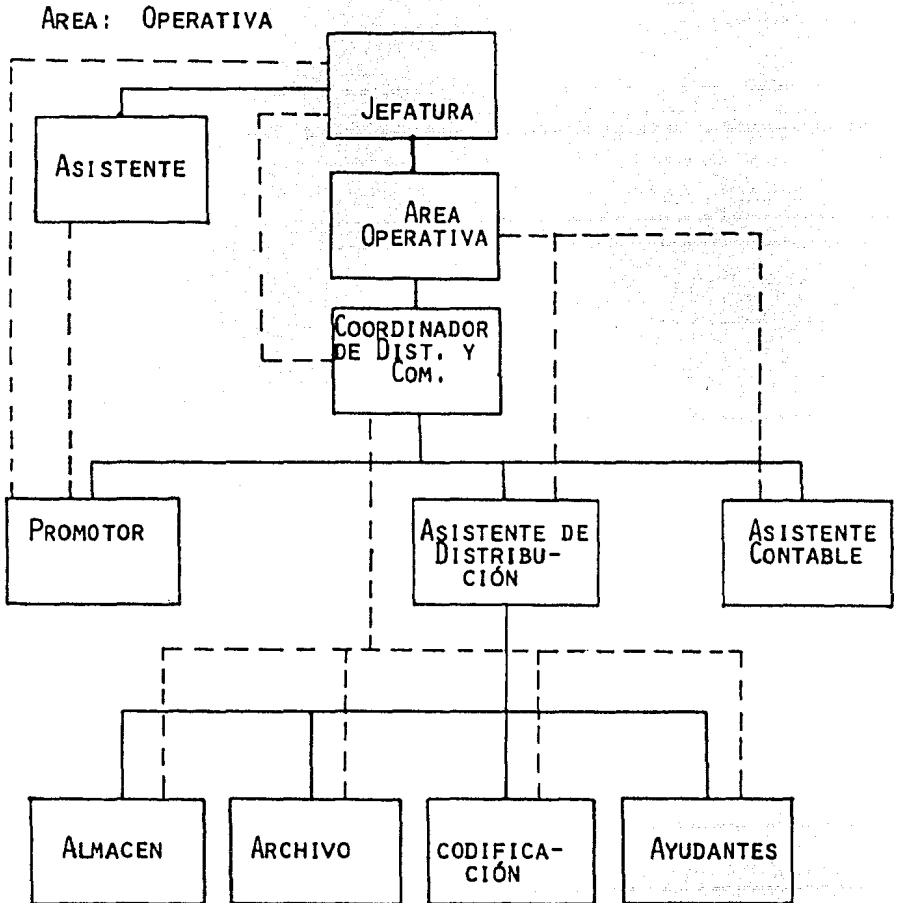 AREA: OPERATIVA
JEFATURA
ASISTENTE
AREA
OPERATIVA
COORDINADOR
DE DIST. Y
COM.
PROMOTOR
ASISTENTE DE
DISTRIBU-
CIÓN
ASISTENTE
CONTABLE
ALMACEN
ARCHIVO
CODIFICA-
CIÓN
AYUDANTES